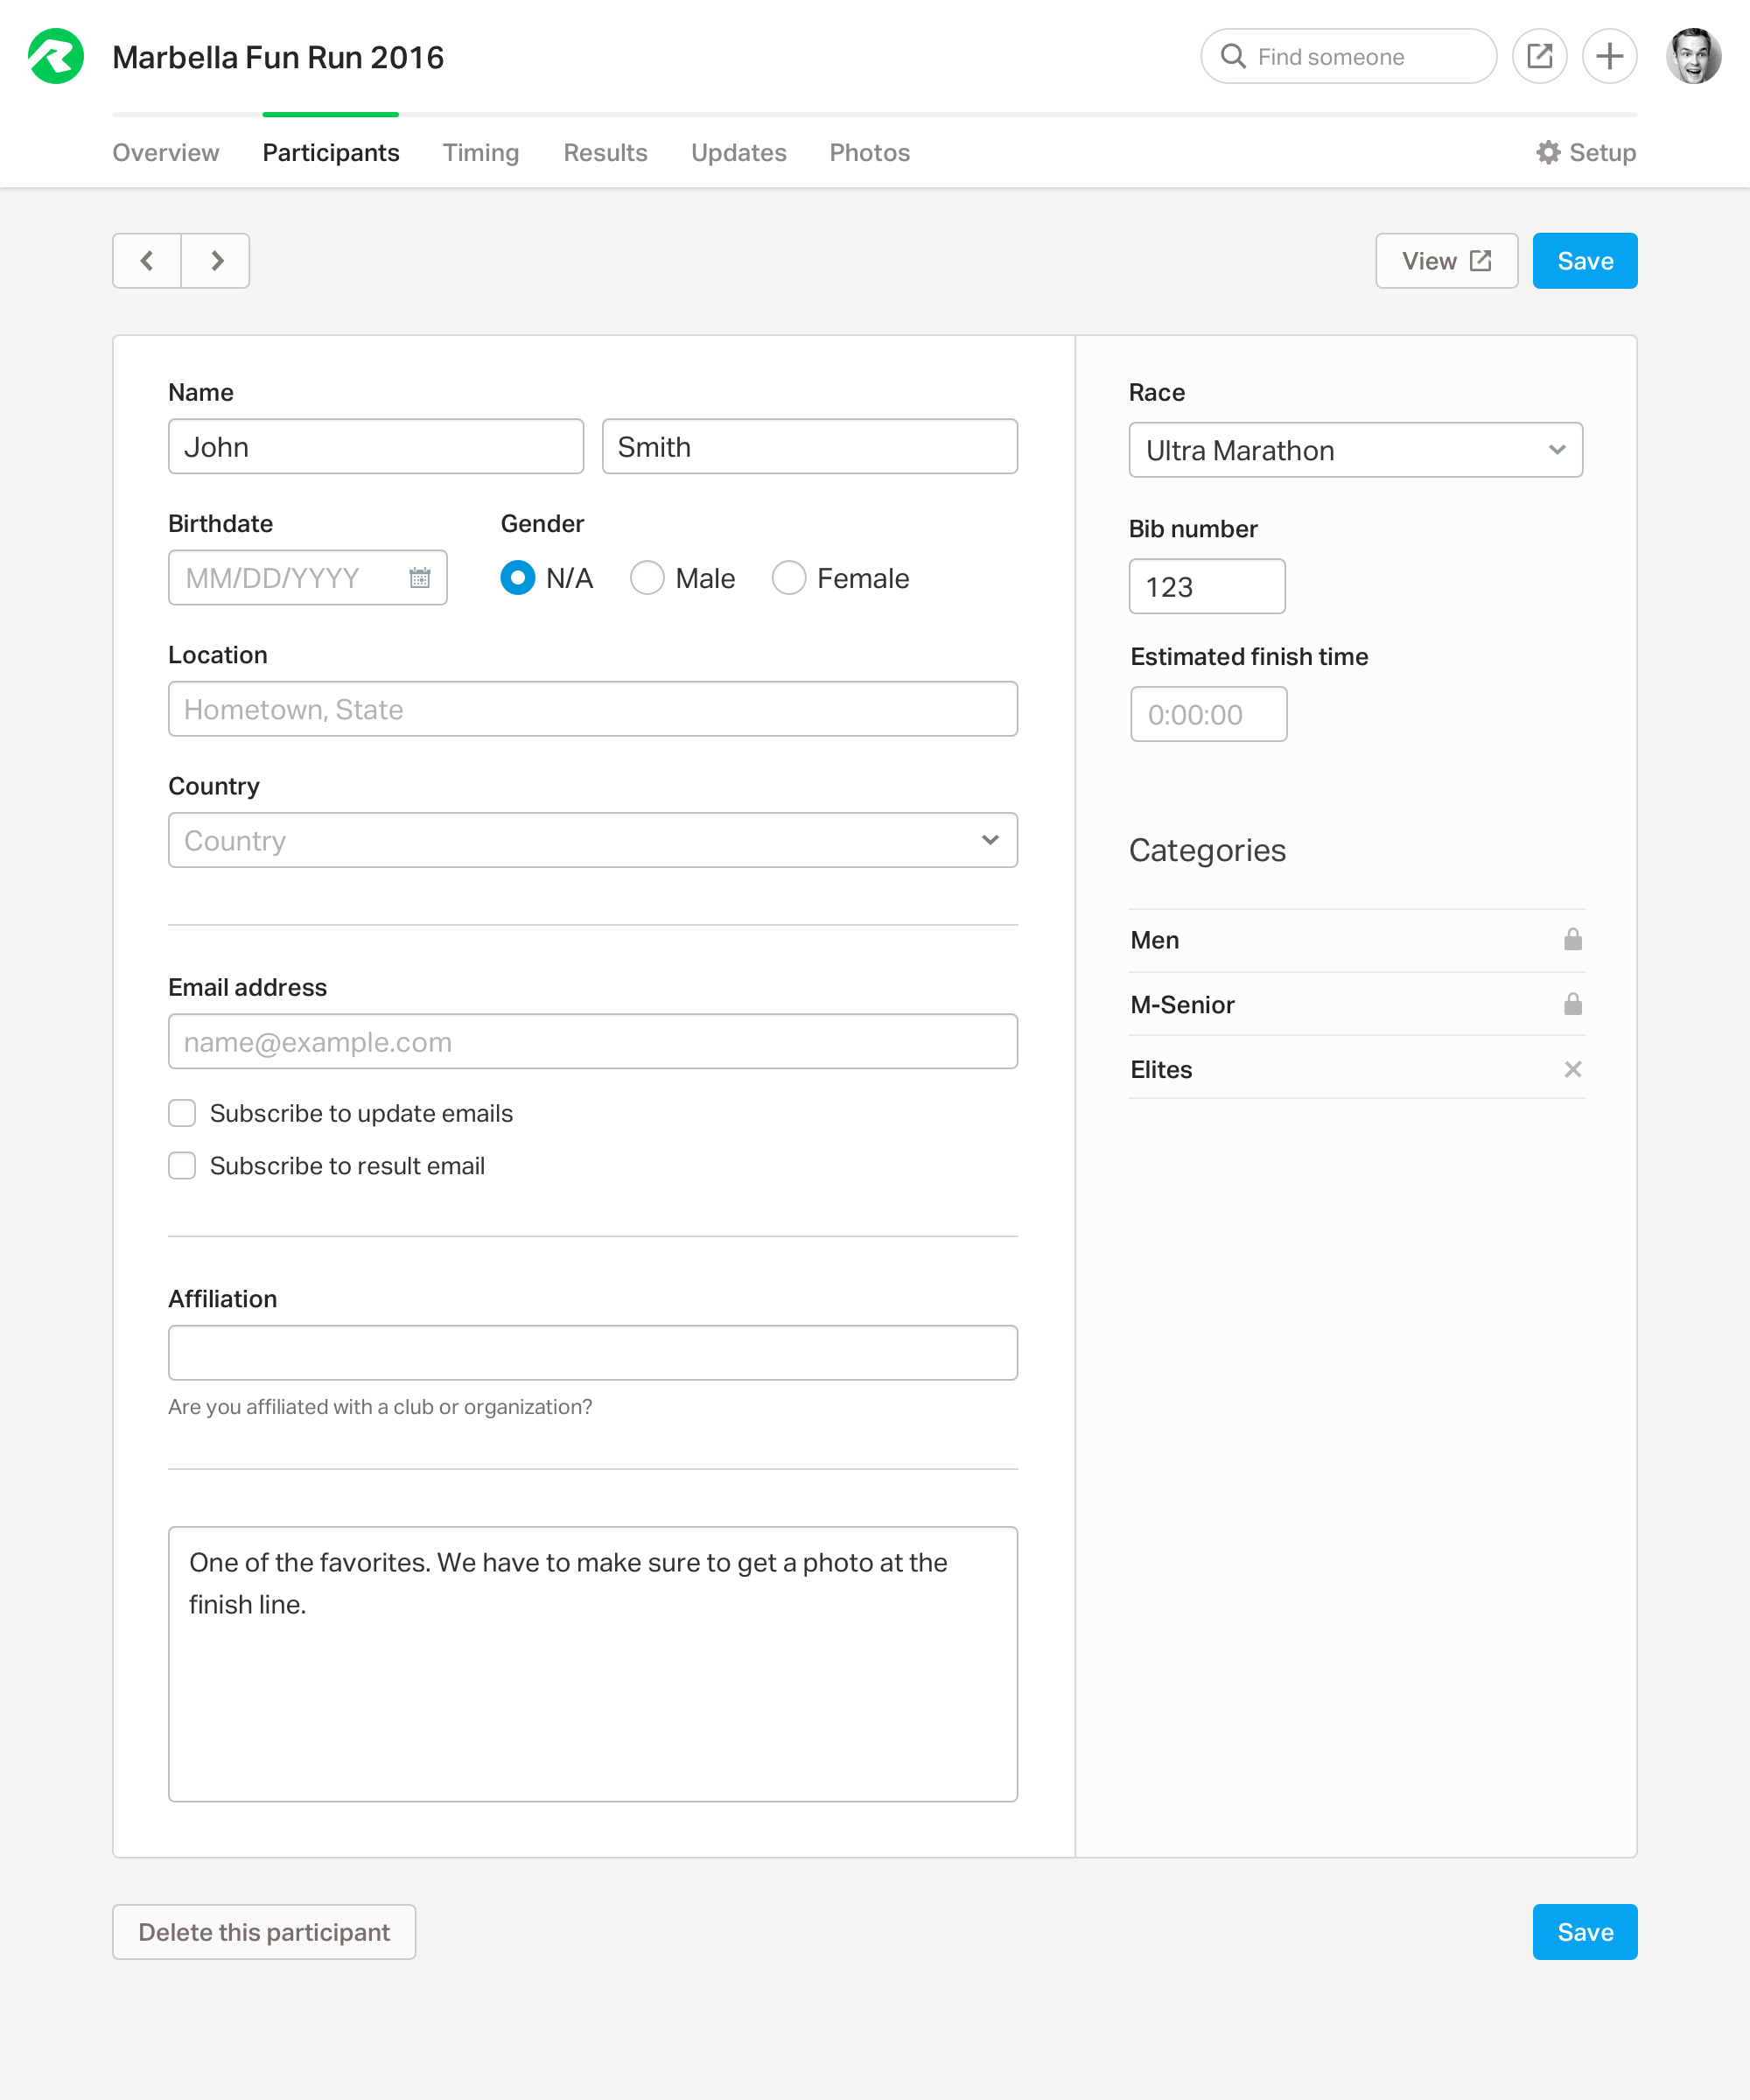 Marbella Fun Run 2016
Find someone
Overview
Participants
Timing
Results
Updates
Photos
Setup
View
Save
Name
John
Smith
Birthdate
MM/DD/YYYY
Gender
N/A
Male
Female
Location
Hometown, State
Country
Country
Email address
name@example.com
Subscribe to update emails
Subscribe to result email
Affiliation
Are you affiliated with a club or organization?
One of the favorites. We have to make sure to get a photo at the
finish line.
Race
Ultra Marathon
Bib number
123
Estimated finish time
0:00:00
Categories
Men
M-Senior
Elites
Delete this participant
Save